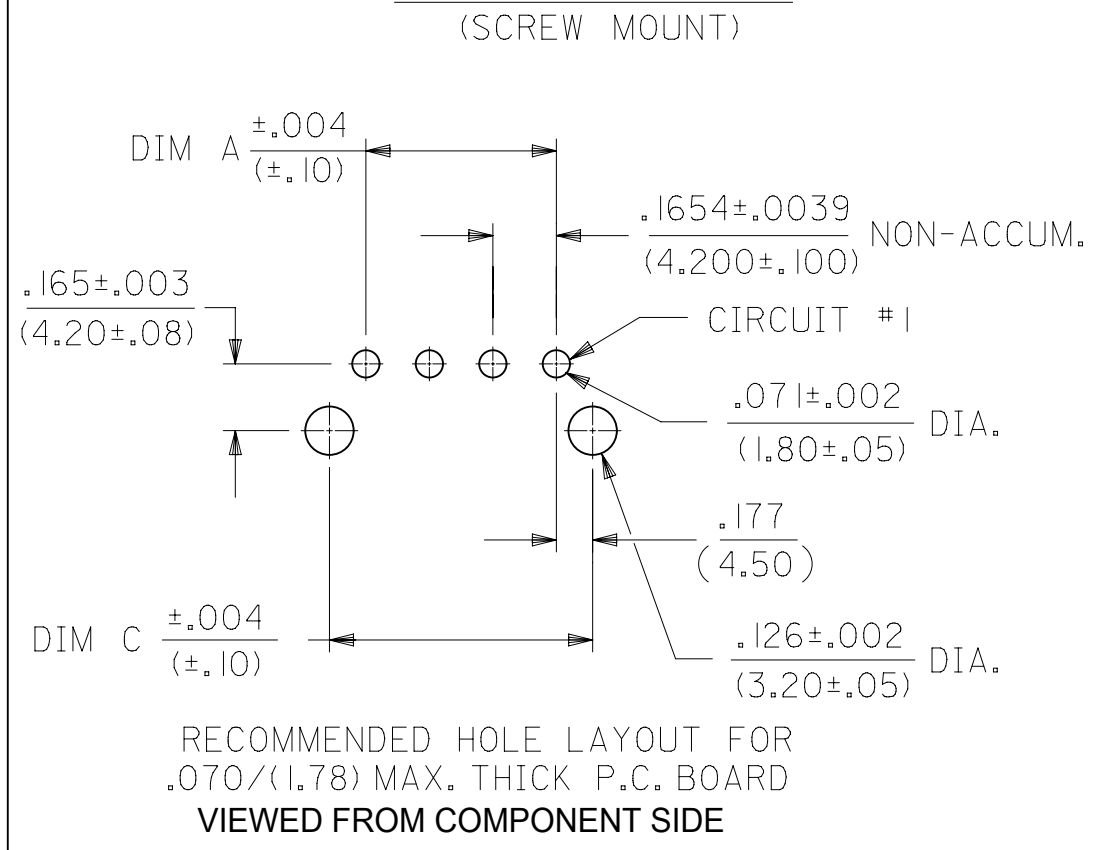 (SCREW MOUNT)
DIM A ±.004
(±.10)
.1654±.0039
(4.200±.100) NON-ACCUM.
.165±.003
(4.20±.08)
CIRCUIT #1
.071±.002
(1.80±.05) DIA.
.177
(4.50)
DIM C ±.004
(±.10)
.126±.002
(3.20±.05) DIA.
RECOMMENDED HOLE LAYOUT FOR
.070/(1.78) MAX. THICK P.C. BOARD
VIEWED FROM COMPONENT SIDE